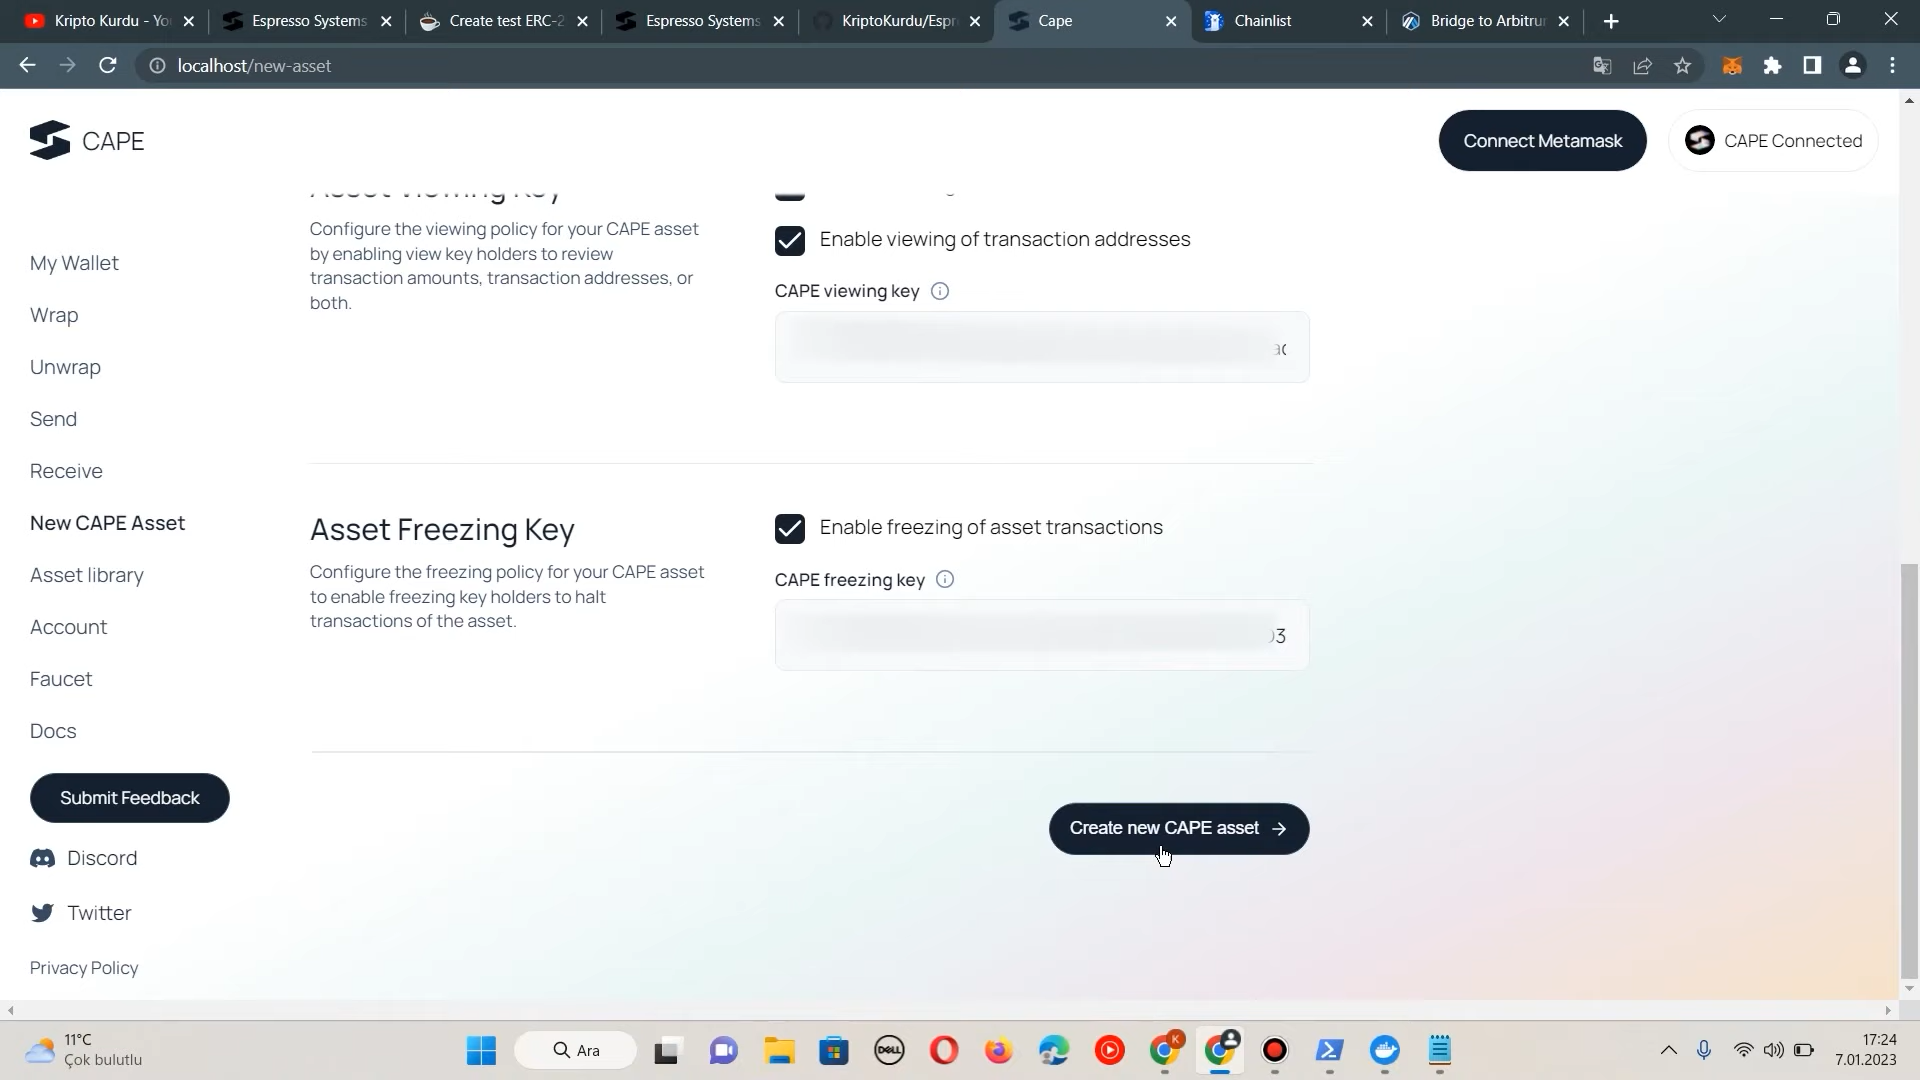 Kripto Kurdu - Yo
Espresso Systems
Create test ERC-2
Espresso Systems
KriptoKurdu/Espr
Cape
Chainlist
Bridge to Arbitrum
localhost/new-asset
CAPE
Connect Metamask
CAPE Connected
My Wallet
Wrap
Unwrap
Send
Receive
New CAPE Asset
Asset library
Account
Faucet
Docs
Submit Feedback
Discord
Twitter
Privacy Policy
Asset Viewing Key
Configure the viewing policy for your CAPE asset
by enabling view key holders to review
transaction amounts, transaction addresses, or
both.
Enable viewing of transaction addresses
CAPE viewing key
Asset Freezing Key
Configure the freezing policy for your CAPE asset
to enable freezing key holders to halt
transactions of the asset.
Enable freezing of asset transactions
CAPE freezing key
Create new CAPE asset
11°C
Çok bulutlu
Ara
DELL
K
17:24
7.01.2023